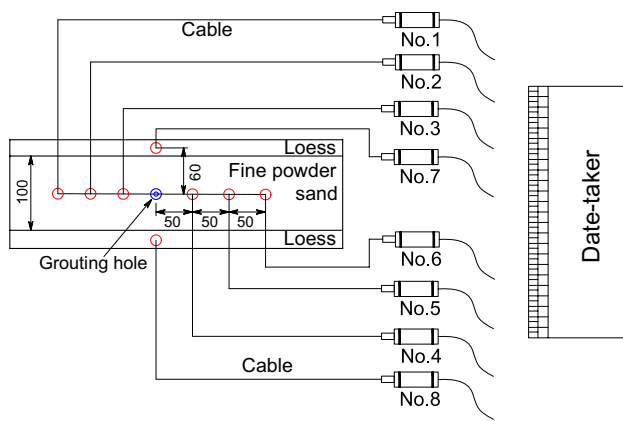 Cable
No.1
No.2
No.3
Loess
No.7
60
Fine powder
sand
100
50
50
50
Loess
Grouting hole
No.6
No.5
No.4
Cable
No.8
Date-taker